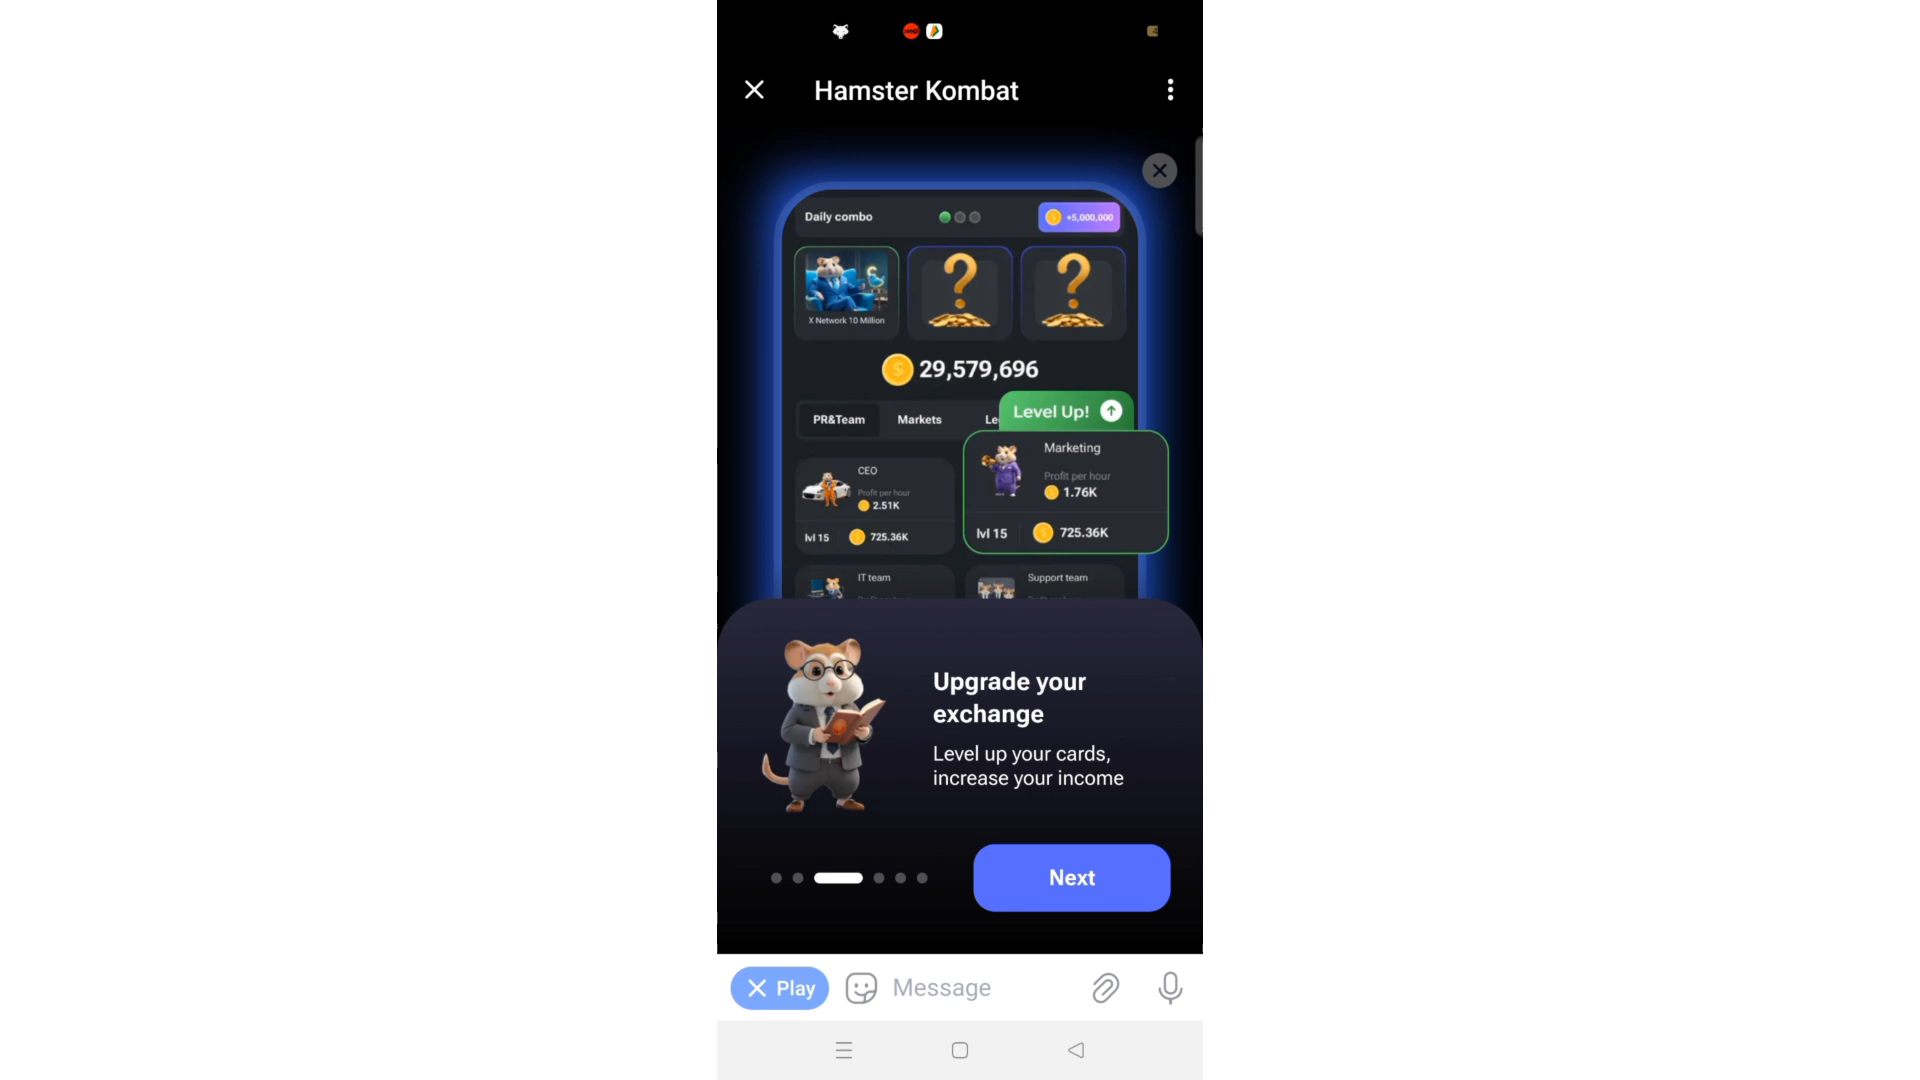 Hamster Kombat
Daily combo
+5,000,000
X Network 10 Million
29,579,696
PR&Team
Markets
Le
Level Up!
CEO
Profit per hour
2.51K
lvl 15
725.36K
Marketing
Profit per hour
1.76K
lvl 15
725.36K
IT team
Support team
Upgrade your
exchange
Level up your cards,
increase your income
Next
Play
Message